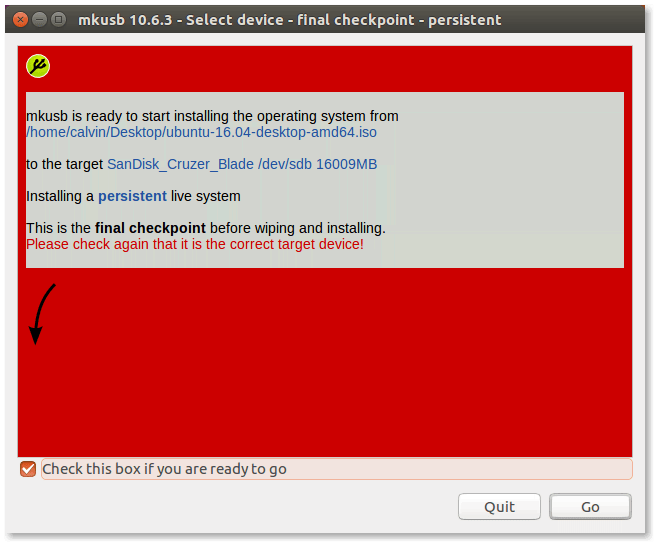 mkusb 10.6.3 - Select device - final checkpoint - persistent
mkusb is ready to start installing the operating system from
/home/calvin/Desktop/ubuntu-16.04-desktop-amd64.iso
to the target SanDisk_Cruzer_Blade /dev/sdb 16009MB
Installing a persistent live system
This is the final checkpoint before wiping and installing.
Please check again that it is the correct target device!
Check this box if you are ready to go
Quit
Go